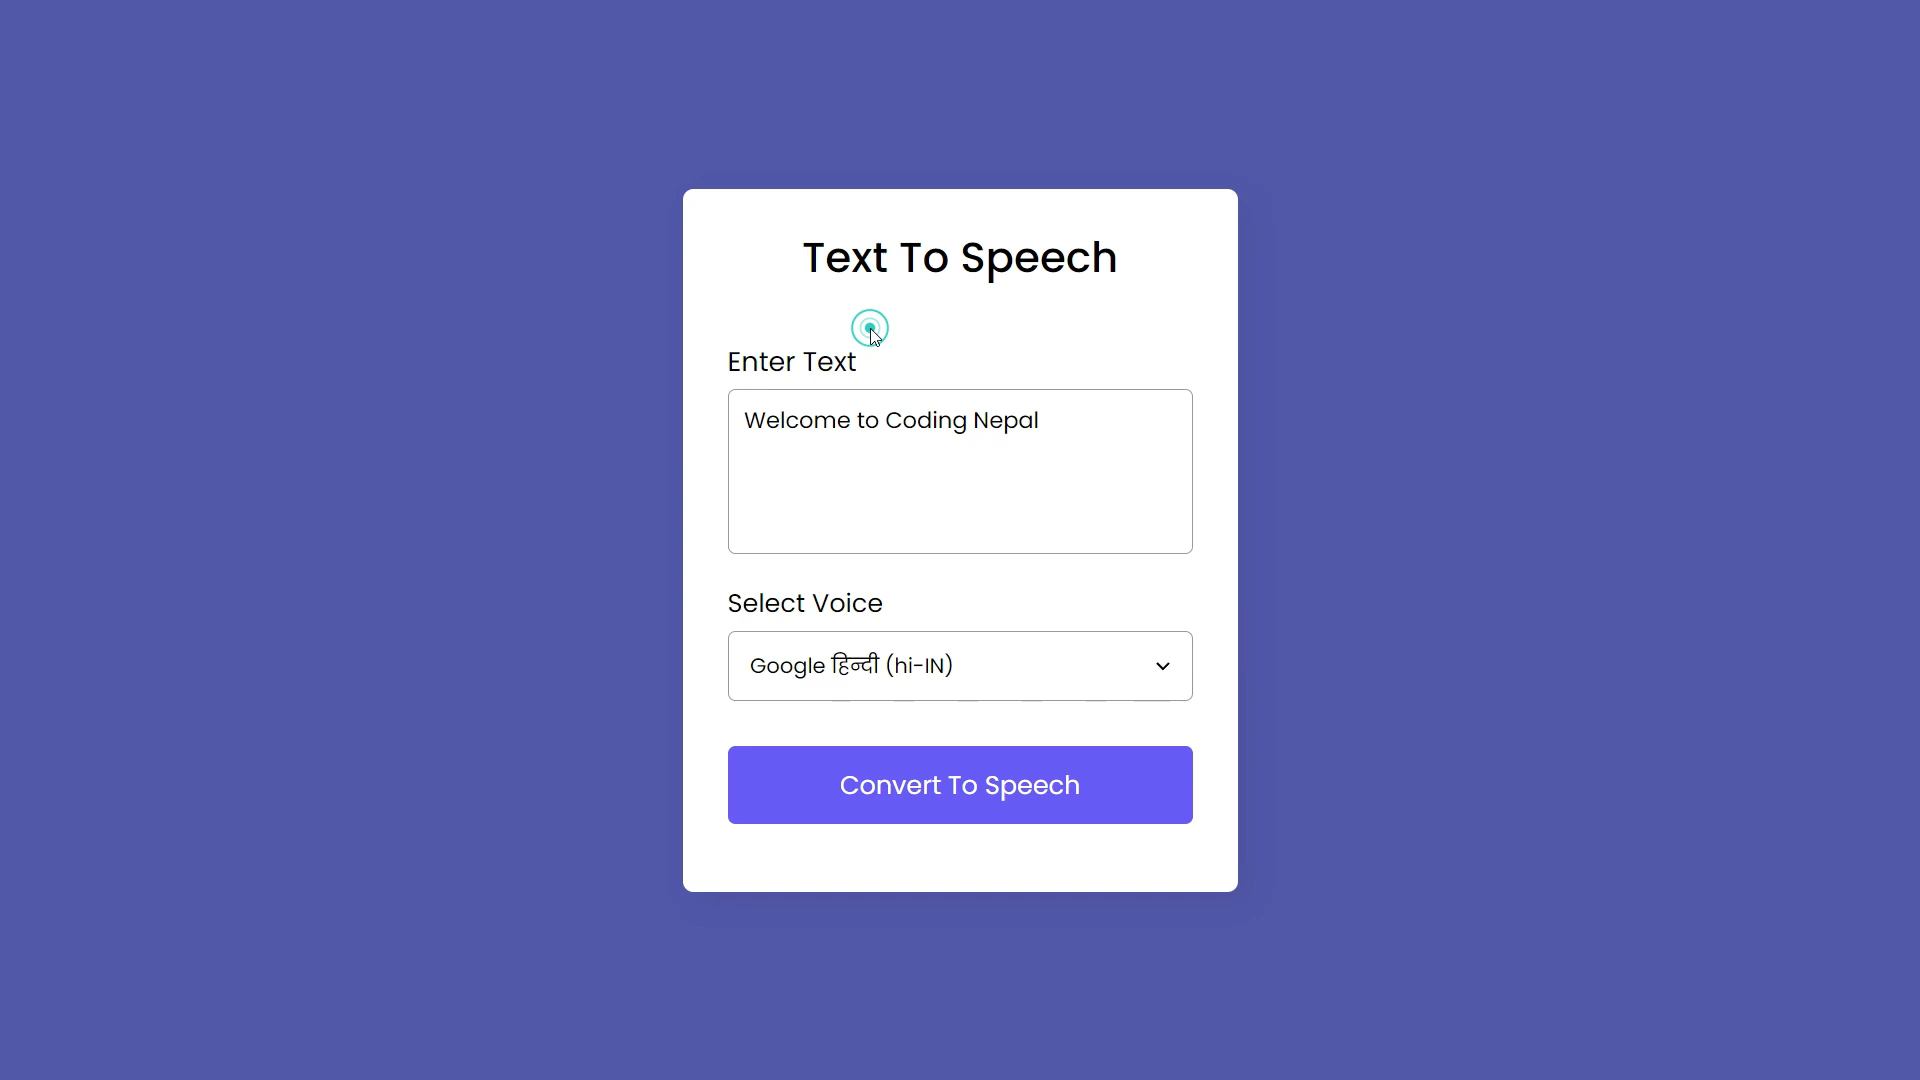 Text To Speech
Enter Text
Welcome to Coding Nepal
Select Voice
Google हिन्दी (hi-IN)
Convert To Speech